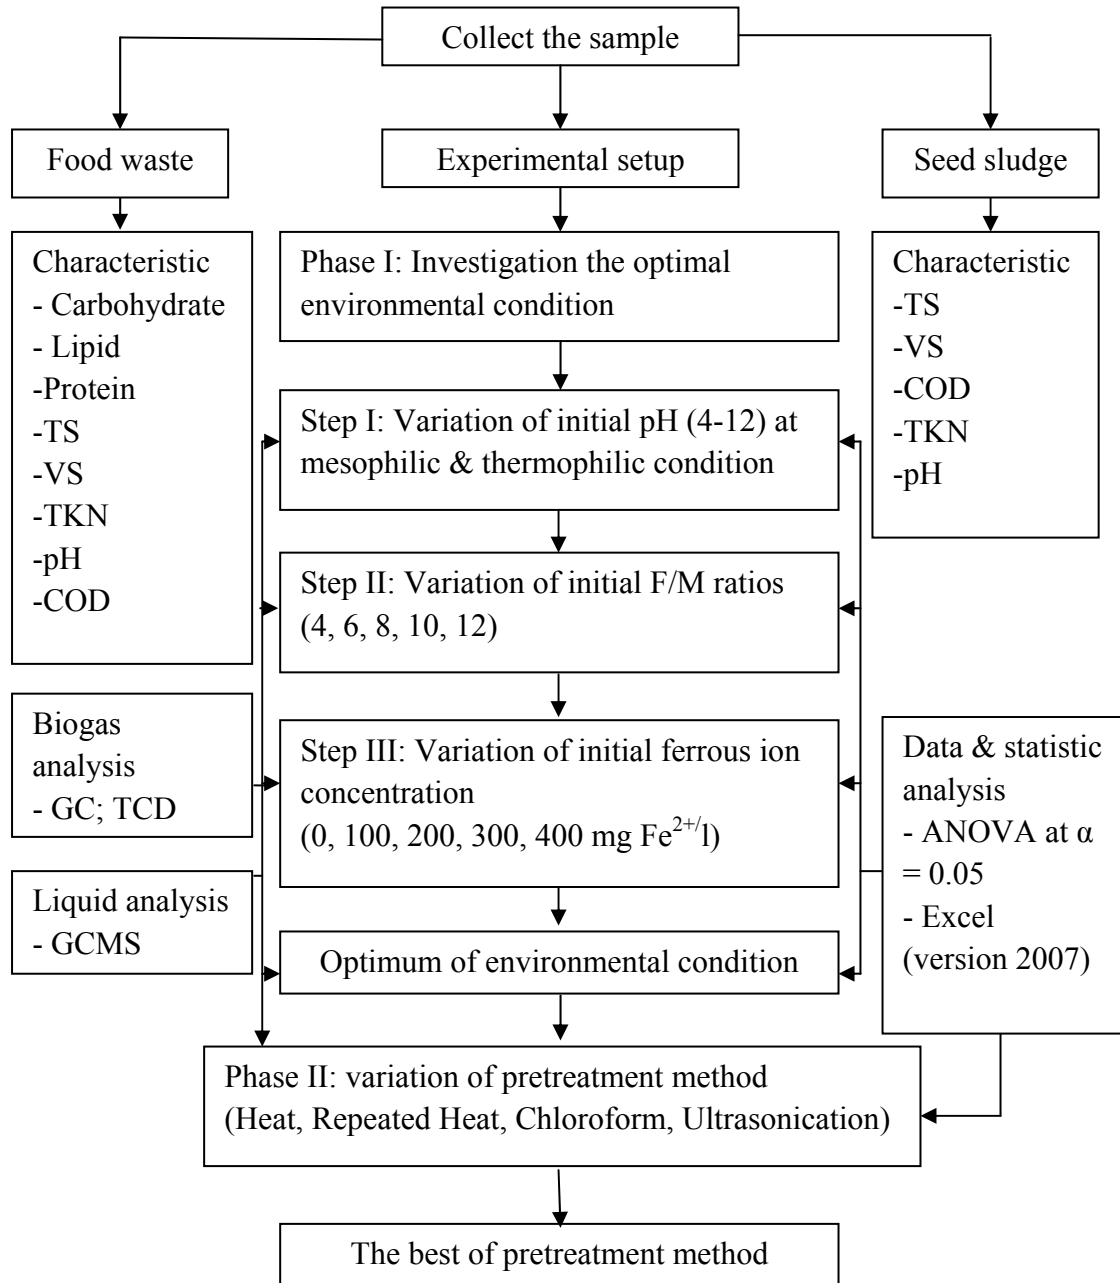 Collect the sample
Food waste
Experimental setup
Seed sludge
Characteristic
- Carbohydrate
- Lipid
-Protein
-TS
-VS
-TKN
-pH
-COD
Phase I: Investigation the optimal
environmental condition
Characteristic
-TS
-VS
-COD
-TKN
-pH
Step I: Variation of initial pH (4-12) at
mesophilic & thermophilic condition
Step II: Variation of initial F/M ratios
(4, 6, 8, 10, 12)
Biogas
analysis
- GC; TCD
Step III: Variation of initial ferrous ion
concentration
(0, 100, 200, 300, 400 mg Fe²⁺/l)
Data & statistic
analysis
- ANOVA at α
= 0.05
- Excel
(version 2007)
Liquid analysis
- GCMS
Optimum of environmental condition
Phase II: variation of pretreatment method
(Heat, Repeated Heat, Chloroform, Ultrasonication)
The best of pretreatment method